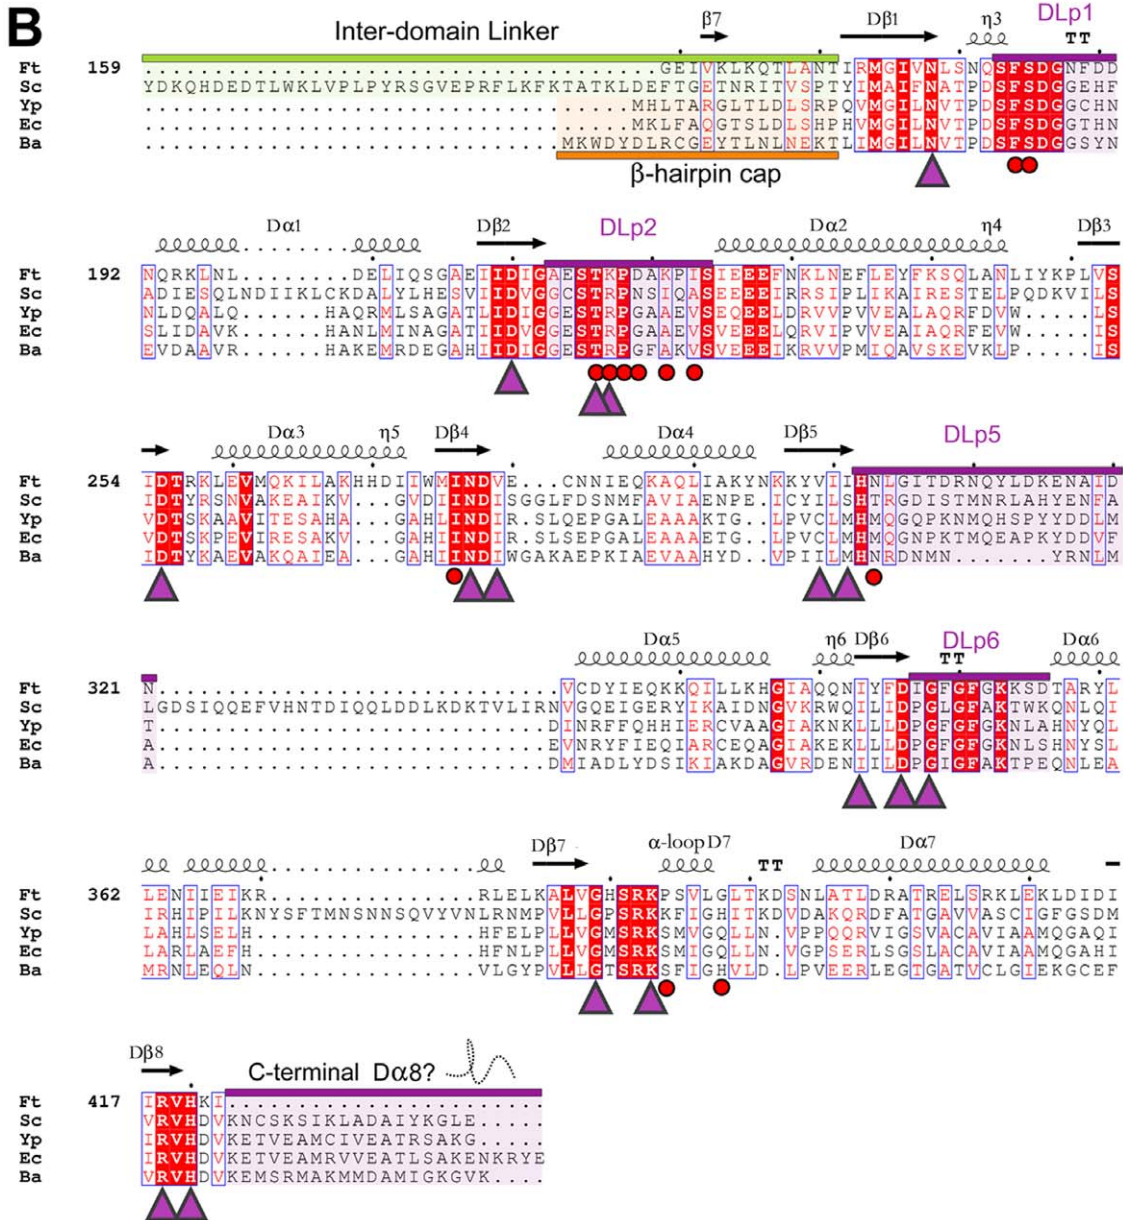 B
Inter-domain Linker β7 Dβ1 η3 DLp1
TT
Ft 159 .....................................GEIVKLKQTLANTIRMGIVNLSNQSFSDGNFDD
Sc YDKQHDEDTLWKLVPLPYRSGVEPRFLKFKTATKLDEFTGETNRITVSPTYIMAIFNATPDSFSDGGEHF
Yp ...................................MHLTARGLTLDLSRPQVMGILNVTPDSFSDGGCHN
Ec ...................................MKLFAQGTSLDLSHPHVMGILNVTPDSFSDGGTHN
Ba ..............................MKWDYDLRCGEYTLNLNEKTLIMGILNVTPDSFSDGGSYN
β-hairpin cap
Dα1 Dβ2 DLp2 Dα2 η4 Dβ3
Ft 192 NQRKLNL........DELIQSGAEIIDIGAESTKPDAKPISIEEEFNKLNEFLEYFKSQLANLIYKPLVS
Sc ADIESQLNDIIKLCKDALYLHESVIIDVGGCSTRPNSIQASEEEEIRRSIPLIKAIRESTELPQDKVILS
Yp NLDQALQ......HAQRMLSAGATLIDIGGESTRPGAAEVSEQEELDRVVPVVEALAQRFDVW.....IS
Ec SLIDAVK......HANLMINAGATIIDVGGESTRPGAAEVSVEEELQRVIPVVEAIAQRFEVW.....IS
Ba EVDAAVR......HAKEMRDEGAHIIDIGGESTRPGFAKVSVEEEIKRVVPMIQAVSKEVKLP.....IS
Dα3 η5 Dβ4 Dα4 Dβ5 DLp5
Ft 254 IDTRKLEVMQKILAKHHDIIWMINDVE...CNNIEQKAQLIAKYNKKYVIIHNLGITDRNQYLDKENAID
Sc IDTYRSNVAKEAIKV...GVDIINDISGGLFDSNMFAVIAENPE.ICYILSHTRGDISTMNRLAHYENFA
Yp VDTSKAAVITESAHA...GAHLINDIR.SLQEPGALEAAAKTG..LPVCLMHMQGQPKNMQHSPYYDDLM
Ec VDTSKPEVIRESAKV...GAHIINDIR.SLSEPGALEAAAETG..LPVCLMHMQGNPKTMQEAPKYDDVF
Ba IDTYKAEVAKQAIEA...GAHIINDIWGAKAEPKIAEVAAHYD..VPIILMHNRDNMN.......YRNLM
Dα5 η6 Dβ6 DLp6 Dα6
TT
Ft 321 N.............................VCDYIEQKKQILLKHGIAQQNIYFDIGFGFGKKSDTARYL
Sc LGDSIQQEFVHNTDIQQLDDLKDKTVLIRNVGQEIGERYIKAIDNGVKRWQILIDPGLGFAKTWKQNLQI
Yp T............................DINRFFQHHIERCVAAGIAKNKLLLDPGFGFGKNLAHNYQL
Ec A............................EVNRYFIEQIARCEQAGIAKEKLLLDPGFGFGKNLSHNYSL
Ba A............................DMIADLYDSIKIAKDAGVRDENIILDPGIGFAKTPEQNLEA
Dβ7 α-loop D7 Dα7
TT
Ft 362 LENIIEIKR...............RLELKALVGHSRKPSVLGLTKDSNLATLDRATRELSRKLEKLDIDI
Sc IRHIPILKNYSFTMNSNNSQVYVNLRNMPVLLGPSRKKFIGHITKDVDAKQRDFATGAVVASCIGFGSDM
Yp LAHLSELH................HFELPLLVGMSRKSMVGQLLN.VPPQQRVIGSVACAVIAAMQGAQI
Ec LARLAEFH................HFNLPLLVGMSRKSMIGQLLN.VGPSERLSGSLACAVIAAMQGAHI
Ba MRNLEQLN................VLGYPVLLGTSRKSFIGHVLD.LPVEERLEGTGATVCLGIEKGCEF
Dβ8 C-terminal Dα8?
Ft 417 IRVHKI.......................
Sc VRVHDVKNCSKSIKLADAIYKGLE.....
Yp IRVHDVKETVEAMCIVEATRSAKG.....
Ec IRVHDVKETVEAMRVVEATLSAKENKRYE
Ba VRVHDVKEMSRMAKMMDAMIGKGVK....